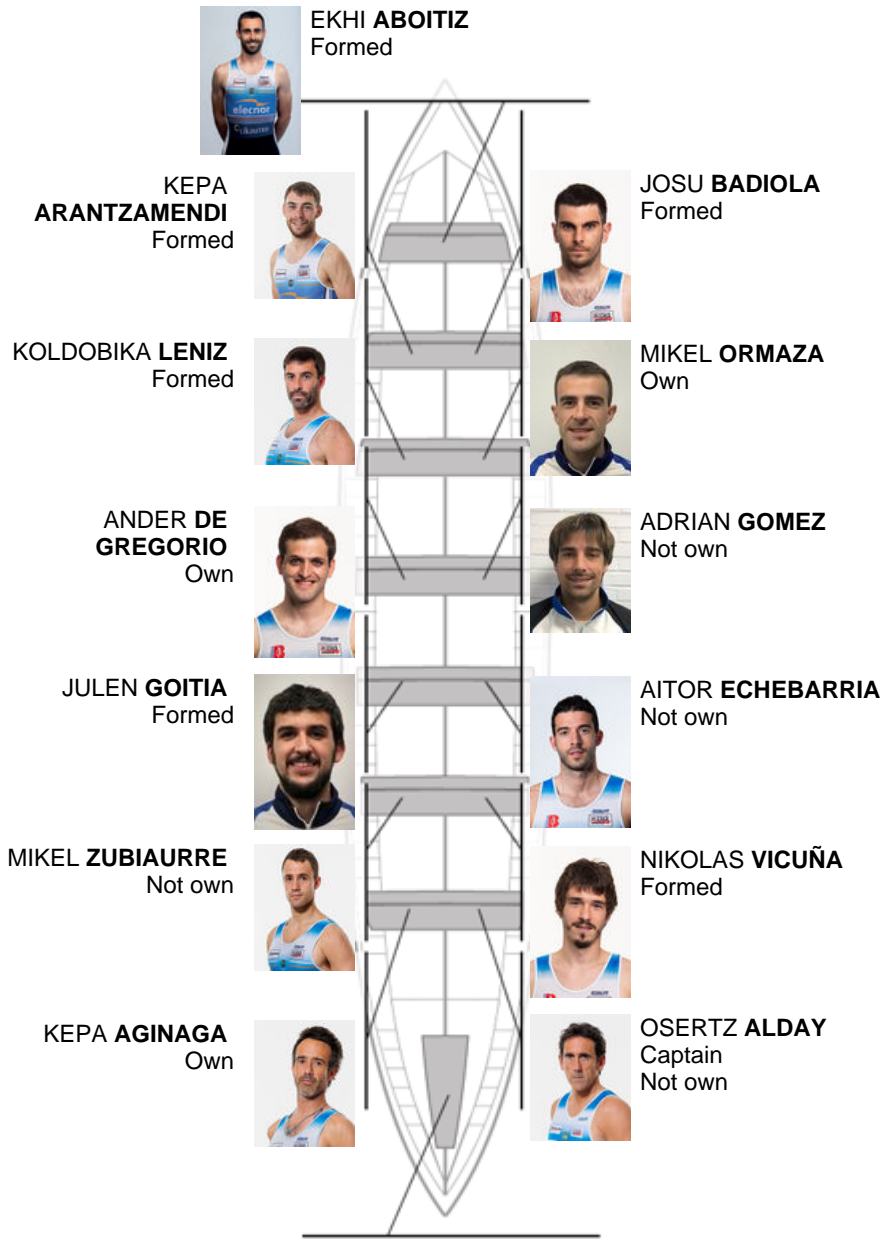 EKHI ABOITIZ
Formed
elecnor
KEPA
ARANTZAMENDI
Formed
JOSU BADIOLA
Formed
KOLDOBIKA LENIZ
Formed
MIKEL ORMAZA
Own
ANDER DE
GREGORIO
Own
ADRIAN GOMEZ
Not own
JULEN GOITIA
Formed
AITOR ECHEBARRIA
Not own
MIKEL ZUBIAURRE
Not own
NIKOLAS VICUÑA
Formed
KEPA AGINAGA
Own
OSERTZ ALDAY
Captain
Not own